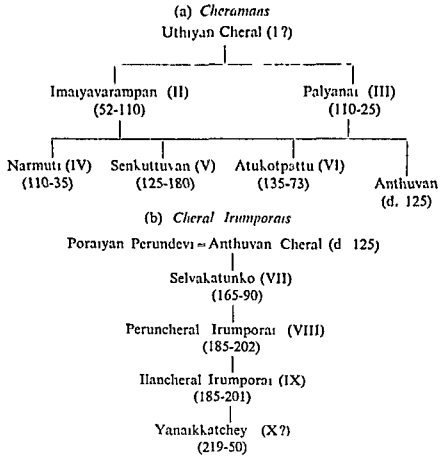 (a) Cheramans
Uthiyan Cheral (I?)
Imaiyavarampan (II) Palyanai (III)
(52-110) (110-25)
Narmuti (IV) Senkuttuvan (V) Atukotpattu (VI)
(110-35) (125-180) (135-73) Anthuvan
(d. 125)
(b) Cheral Irumporais
Poraiyan Perundevi = Anthuvan Cheral (d 125)
Selvakatunko (VII)
(165-90)
Peruncheral Irumporai (VIII)
(185-202)
Ilancheral Irumporai (IX)
(185-201)
Yanaikkatchey (X?)
(219-50)